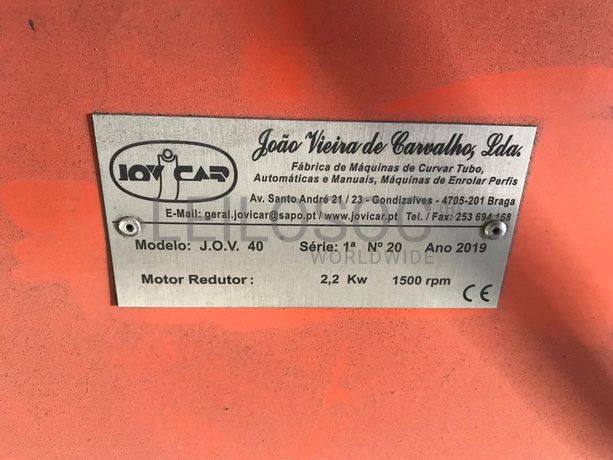 JOVICAR
João Vieira de Carvalho, Lda.
Fábrica de Máquinas de Curvar Tubo,
Automáticas e Manuais, Máquinas de Enrolar Perfis
Av. Santo André 21 / 23 - Gondizalves - 4705-201 Braga
E-Mail: geral.jovicar@sapo.pt / www.jovicar.pt Tel. / Fax: 253 694 168
LEILOSOC
WORLDWIDE
Modelo: J.O.V. 40 Série: 1ª Nº 20 Ano 2019
Motor Redutor : 2,2 Kw 1500 rpm
CE